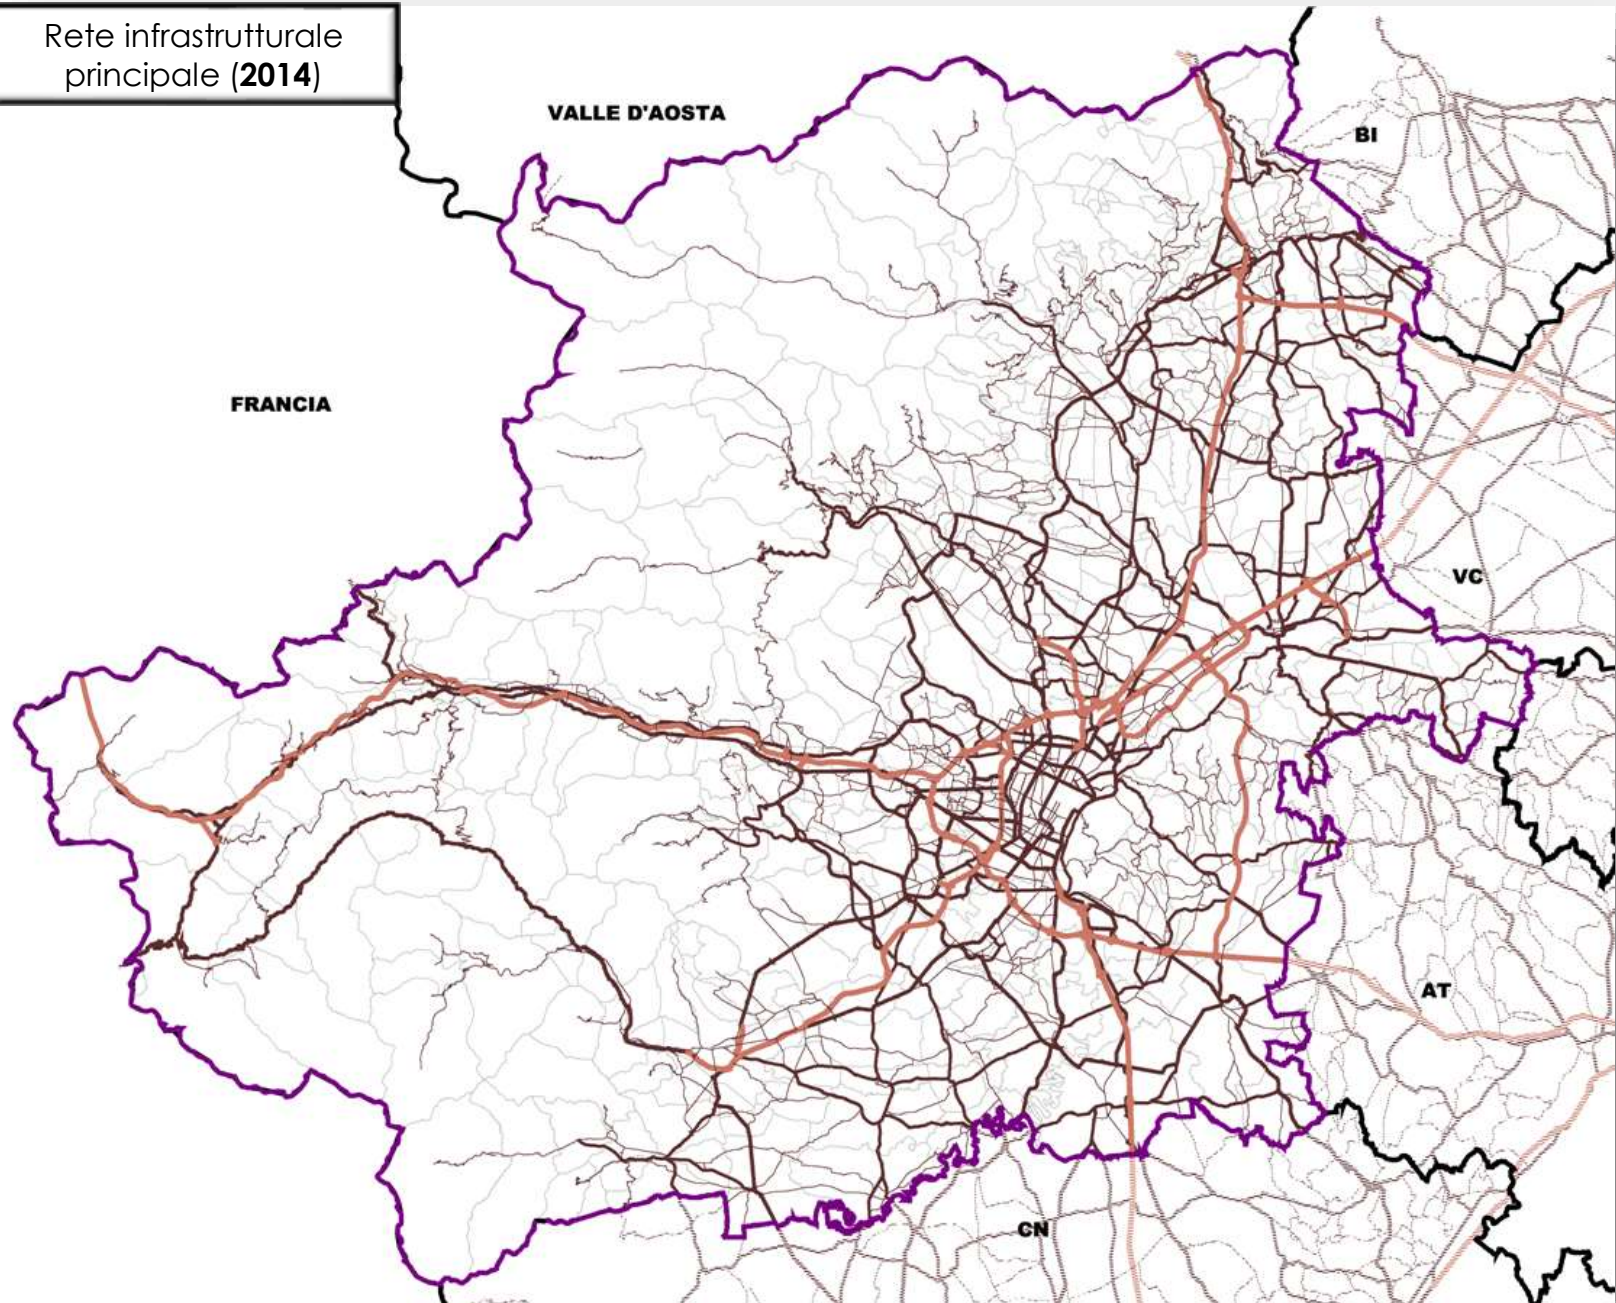 Rete infrastrutturale
principale (2014)
VALLE D'AOSTA
BI
FRANCIA
VC
AT
CN